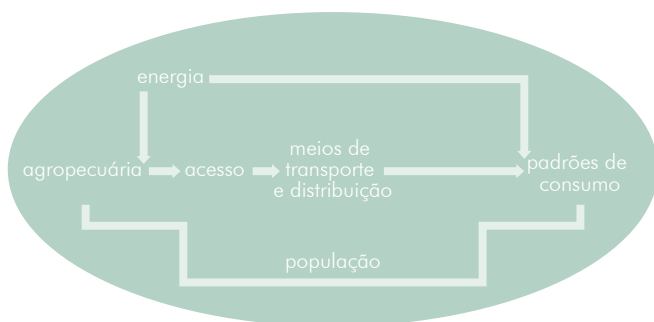 energia
agropecuária
acesso
meios de
transporte
e distribuição
padrões de
consumo
população